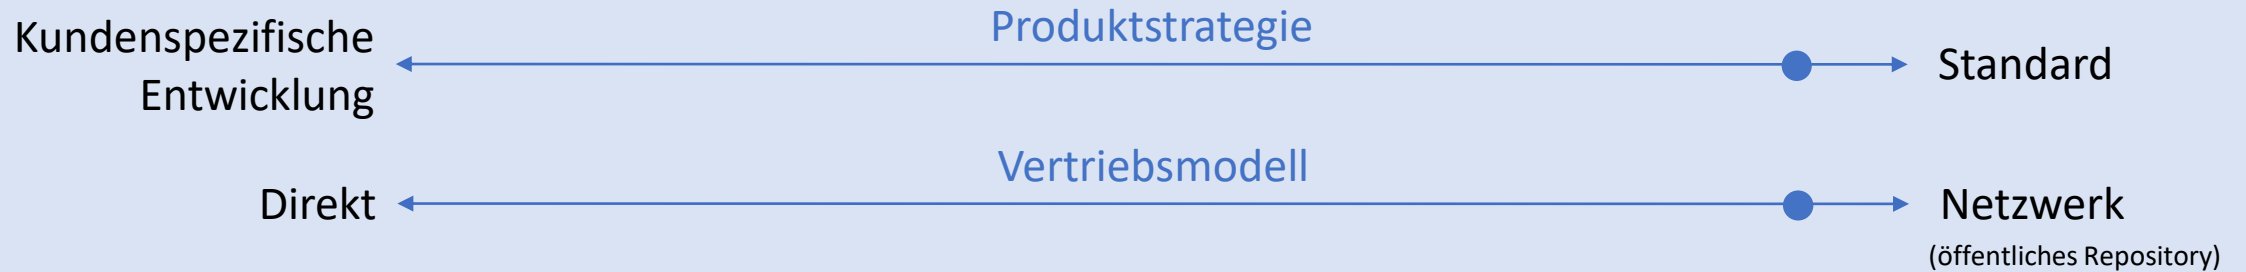 Produktstrategie
Kundenspezifische
Entwicklung
Standard
Vertriebsmodell
Direkt
Netzwerk
(öffentliches Repository)